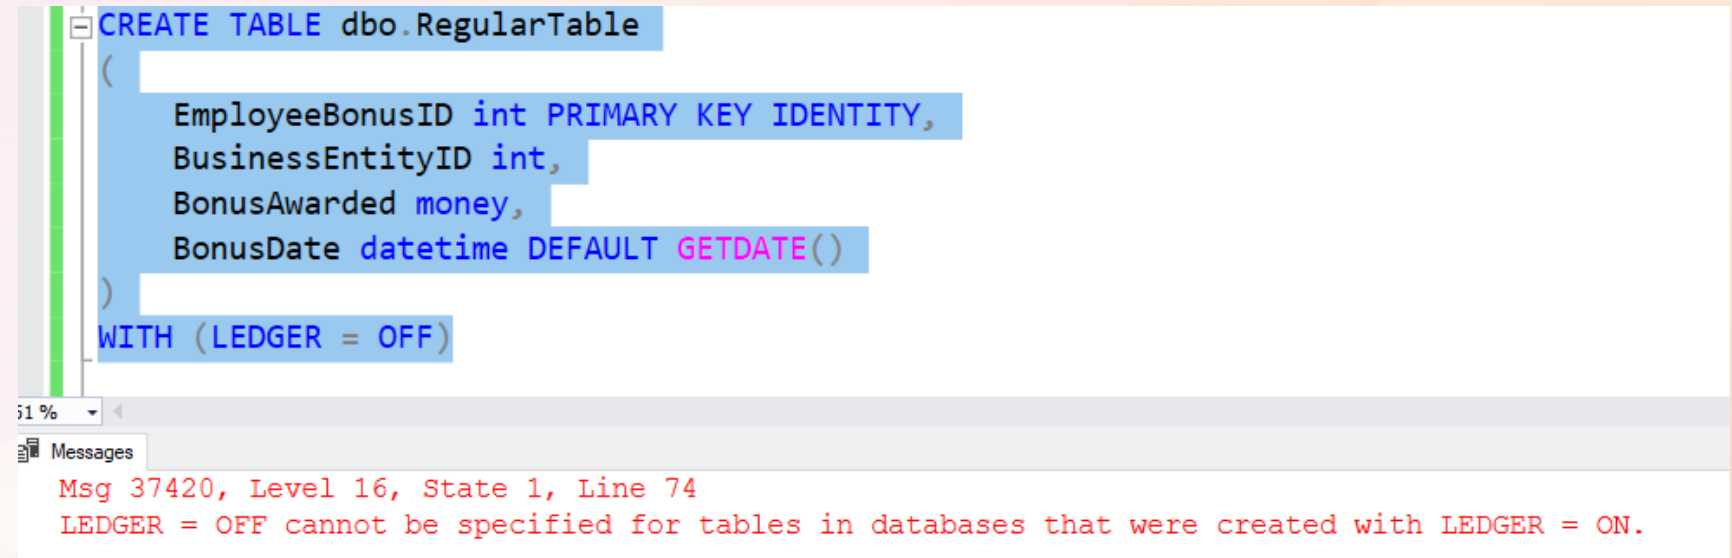 CREATE TABLE dbo.RegularTable
(
EmployeeBonusID int PRIMARY KEY IDENTITY,
BusinessEntityID int,
BonusAwarded money,
BonusDate datetime DEFAULT GETDATE()
)
WITH (LEDGER = OFF)
51 %
Messages
Msg 37420, Level 16, State 1, Line 74
LEDGER = OFF cannot be specified for tables in databases that were created with LEDGER = ON.